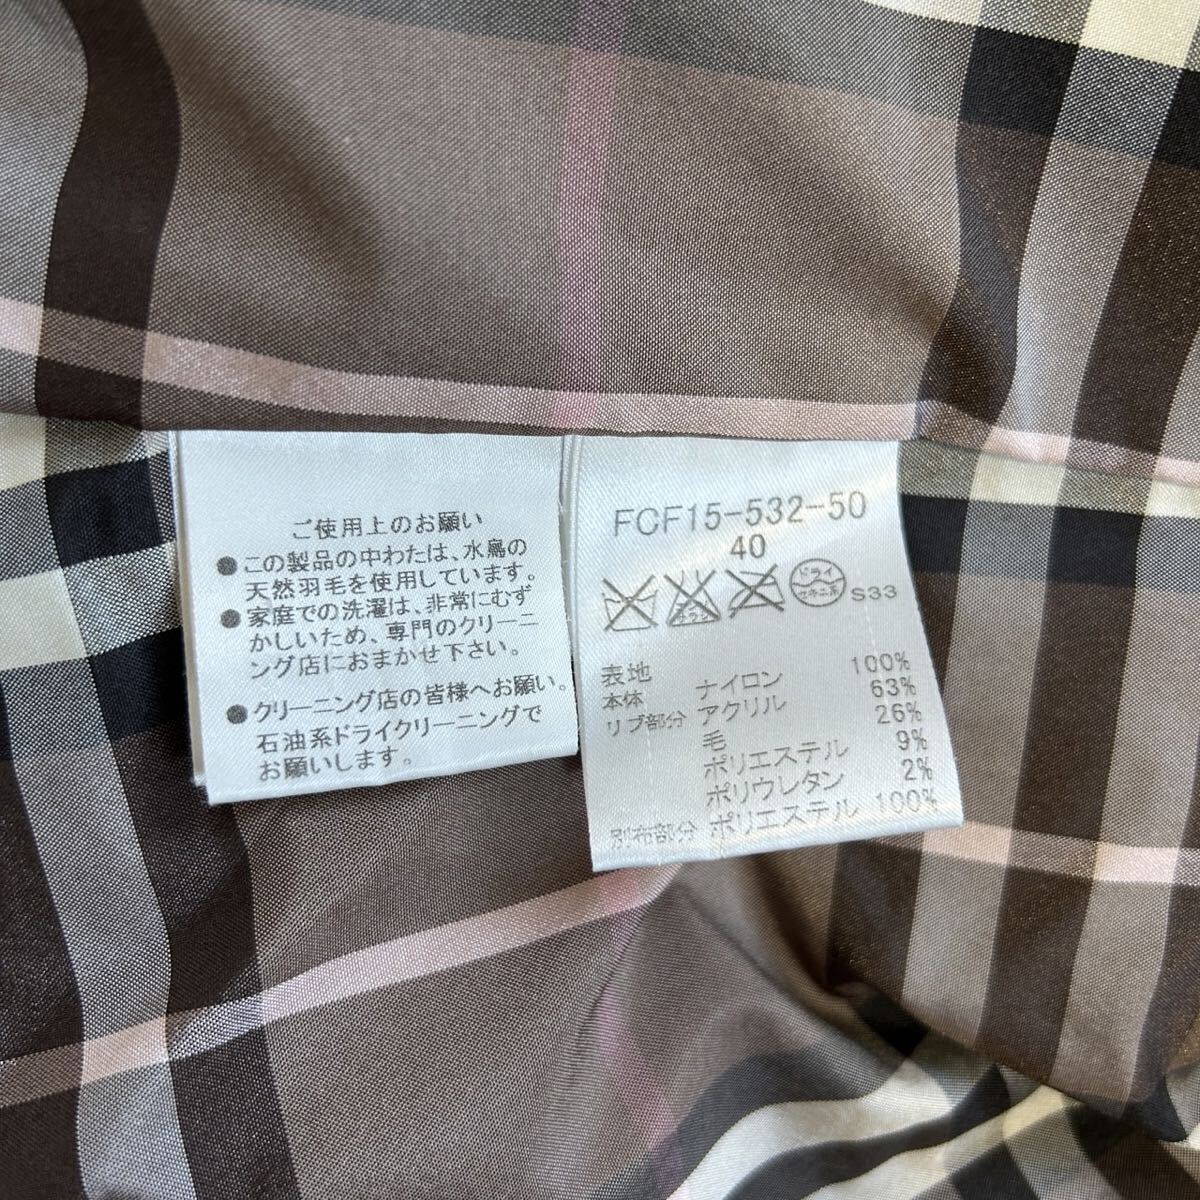 ご使用上のお願い
●この製品の中わたは、水鳥の
天然羽毛を使用しています。
●家庭での洗濯は、非常にむず
かしいため、専門のクリーニ
ング店におまかせ下さい。
●クリーニング店の皆様へお願い。
石油系ドライクリーニングで
お願いします。
FCF15-532-50
40
エンソサラシ
ドライ
セキユ系
S33
表地
本体 ナイロン 100%
リブ部分 アクリル 63%
毛 26%
ポリエステル 9%
ポリウレタン 2%
別布部分 ポリエステル 100%